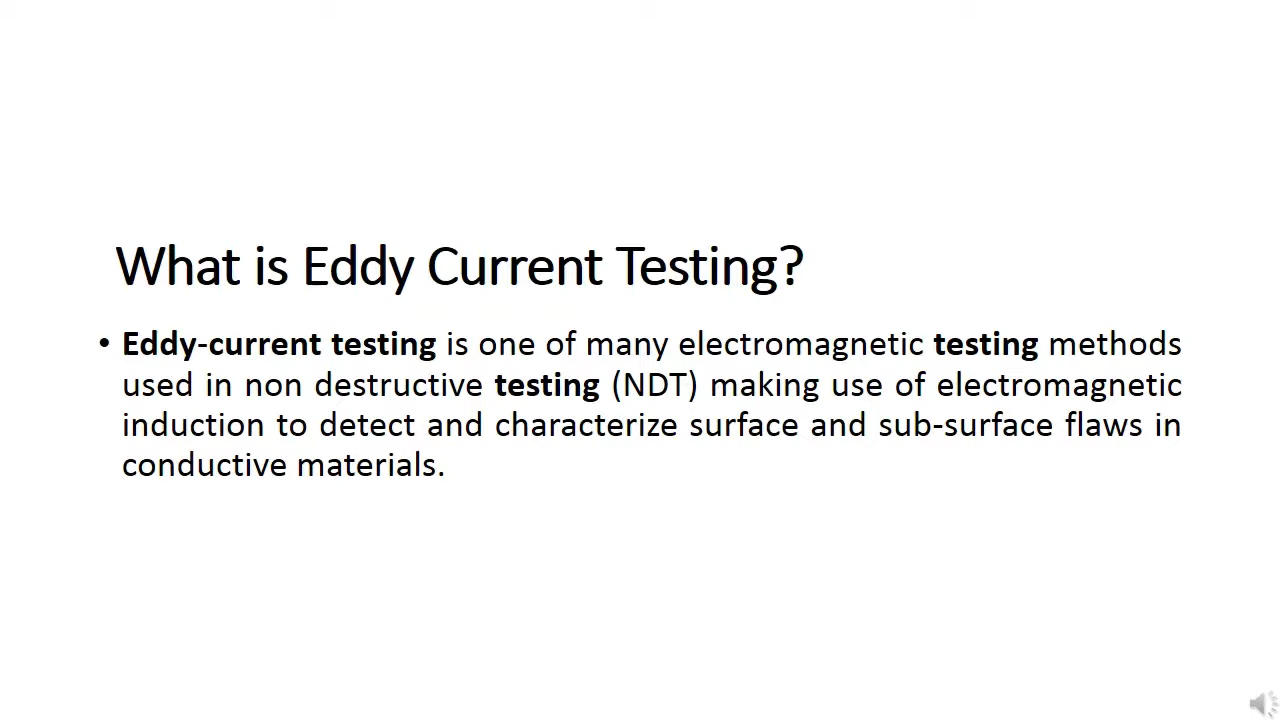 What is Eddy Current Testing?
• Eddy-current testing is one of many electromagnetic testing methods
used in non destructive testing (NDT) making use of electromagnetic
induction to detect and characterize surface and sub-surface flaws in
conductive materials.